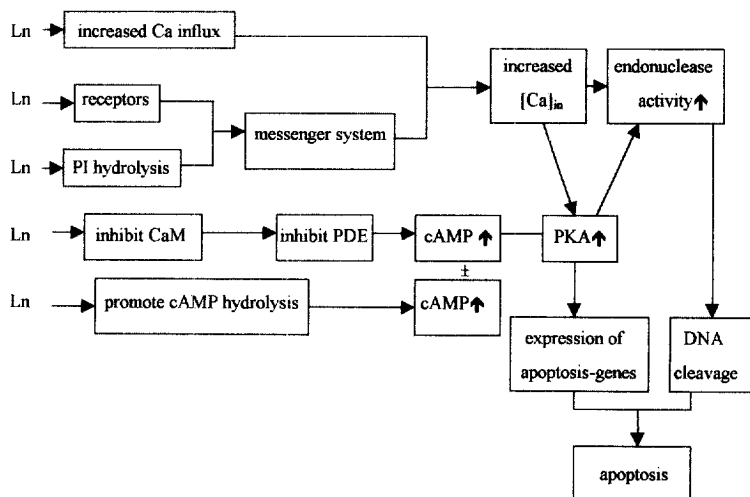 Ln
increased Ca influx
increased
[Ca]in
endonuclease
activity↑
Ln
receptors
messenger system
Ln
PI hydrolysis
Ln
inhibit CaM
inhibit PDE
cAMP ↑
PKA↑
±
Ln
promote cAMP hydrolysis
cAMP↑
expression of
apoptosis-genes
DNA
cleavage
apoptosis